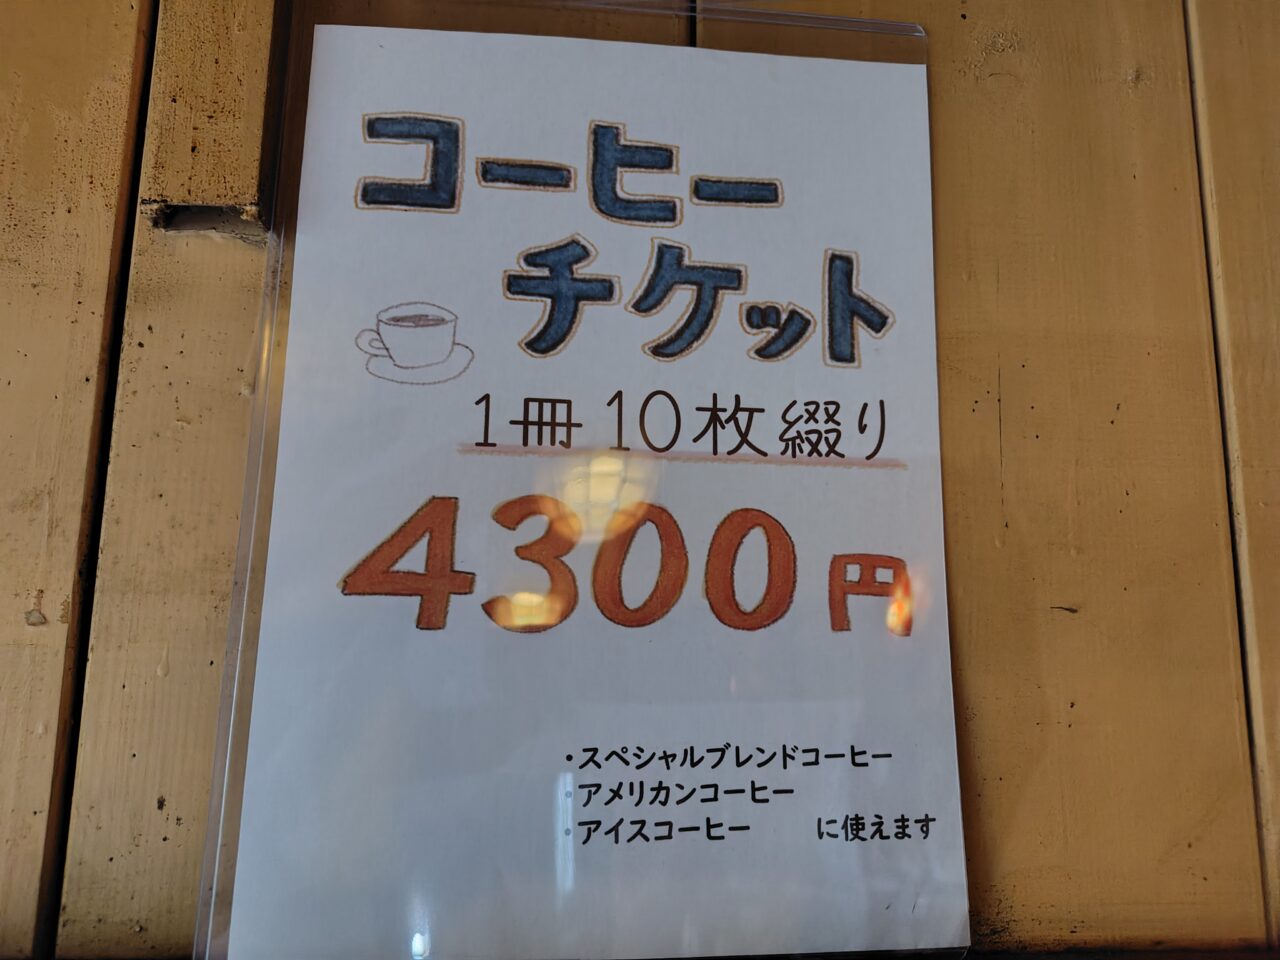 コーヒー
チケット
1冊10枚綴り
4300円
・スペシャルブレンドコーヒー
・アメリカンコーヒー
・アイスコーヒー に使えます